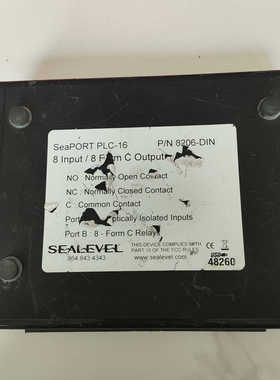 SeaPORT PLC-16 P/N 8206-DIN
8 Input / 8 Form C Output
NO : Normally Open Contact
NC : Normally Closed Contact
C : Common Contact
Port Optically Isolated Inputs
Port B : 8 - Form C Relay
SEALEVEL
864.843.4343
THIS DEVICE COMPLIES WITH
PART 15 OF THE FCC RULES
www.sealevel.com
48260